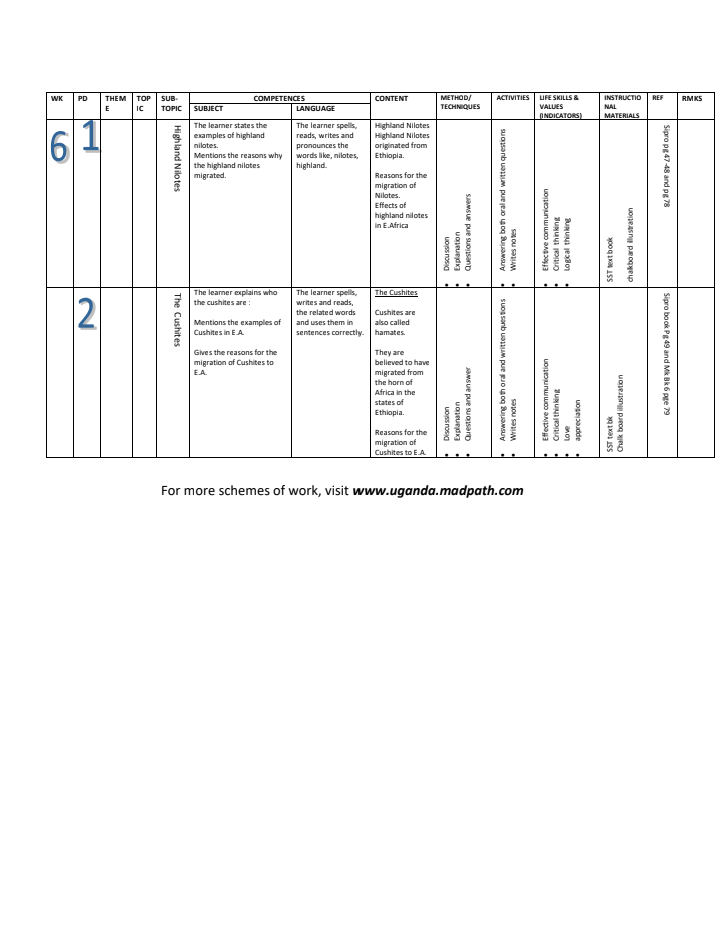 WK
PD
THEM
E
TOP
IC
SUB-
TOPIC
COMPETENCES
SUBJECT
LANGUAGE
CONTENT
METHOD/
TECHNIQUES
ACTIVITIES
LIFE SKILLS &
VALUES
(INDICATORS)
INSTRUCTIO
NAL
MATERIALS
REF
RMKS
6
1
Highland Nilotes
The learner states the
examples of highland
nilotes.
Mentions the reasons why
the highland nilotes
migrated.
The learner spells,
reads, writes and
pronounces the
words like, nilotes,
highland.
Highland Nilotes
Highland Nilotes
originated from
Ethiopia.
Reasons for the
migration of
Nilotes.
Effects of
highland nilotes
in E.Africa
• Discussion
• Explanation
• Questions and answers
• Answering both oral and written questions
• Writes notes
• Effective communication
• Critical thinking
• Logical thinking
SST text book
chalkboard illustration
Sipro pg 47-48 and pg 78
2
The Cushites
The learner explains who
the cushites are :
Mentions the examples of
Cushites in E.A.
Gives the reasons for the
migration of Cushites to
E.A.
The learner spells,
writes and reads,
the related words
and uses them in
sentences correctly.
The Cushites
Cushites are
also called
hamates.
They are
believed to have
migrated from
the horn of
Africa in the
states of
Ethiopia.
Reasons for the
migration of
Cushites to E.A.
• Discussion
• Explanation
• Questions and answer
• Answering both oral and written questions
• Writes notes
• Effective communication
• Critical thinking
• Love
• appreciation
SST text bk
Chalk board illustration
Sipro book Pg 49 and Mk Bk 6 pge 79
For more schemes of work, visit www.uganda.madpath.com